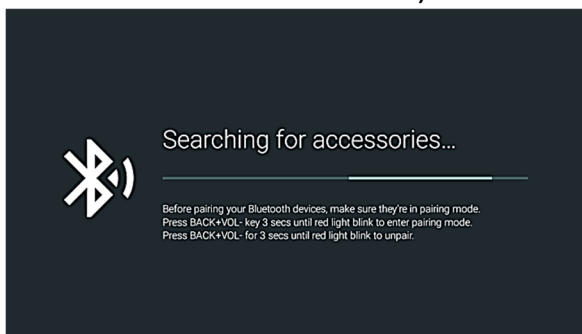 Searching for accessories...
Before pairing your Bluetooth devices, make sure they're in pairing mode.
Press BACK+VOL- key 3 secs until red light blink to enter pairing mode.
Press BACK+VOL- for 3 secs until red light blink to unpair.